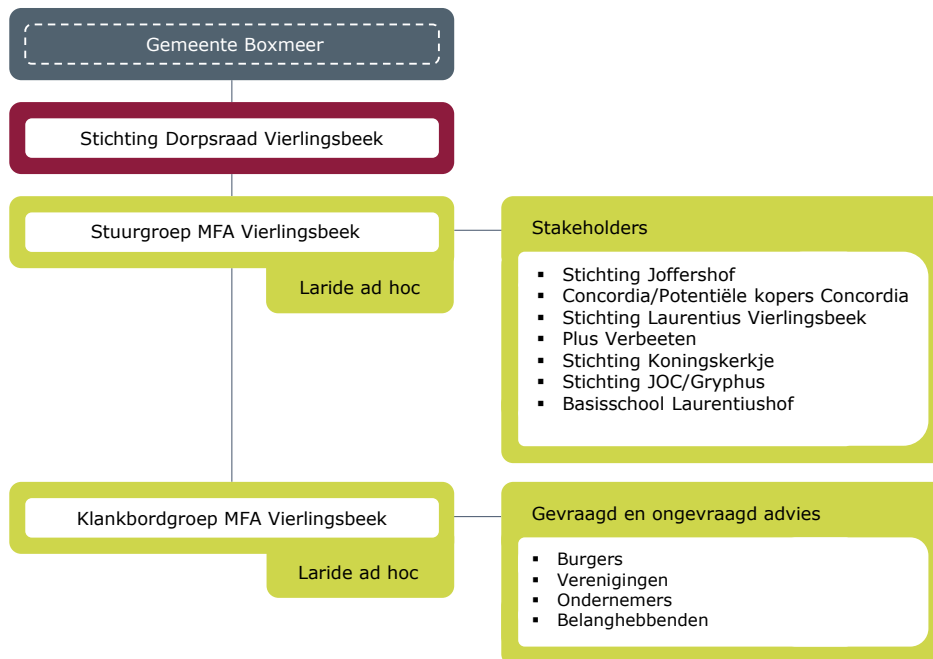 Gemeente Boxmeer
Stichting Dorpsraad Vierlingsbeek
Stuurgroep MFA Vierlingsbeek
Laride ad hoc
Stakeholders
▪ Stichting Joffershof
▪ Concordia/Potentiële kopers Concordia
▪ Stichting Laurentius Vierlingsbeek
▪ Plus Verbeeten
▪ Stichting Koningskerkje
▪ Stichting JOC/Gryphus
▪ Basisschool Laurentiushof
Klankbordgroep MFA Vierlingsbeek
Laride ad hoc
Gevraagd en ongevraagd advies
▪ Burgers
▪ Verenigingen
▪ Ondernemers
▪ Belanghebbenden